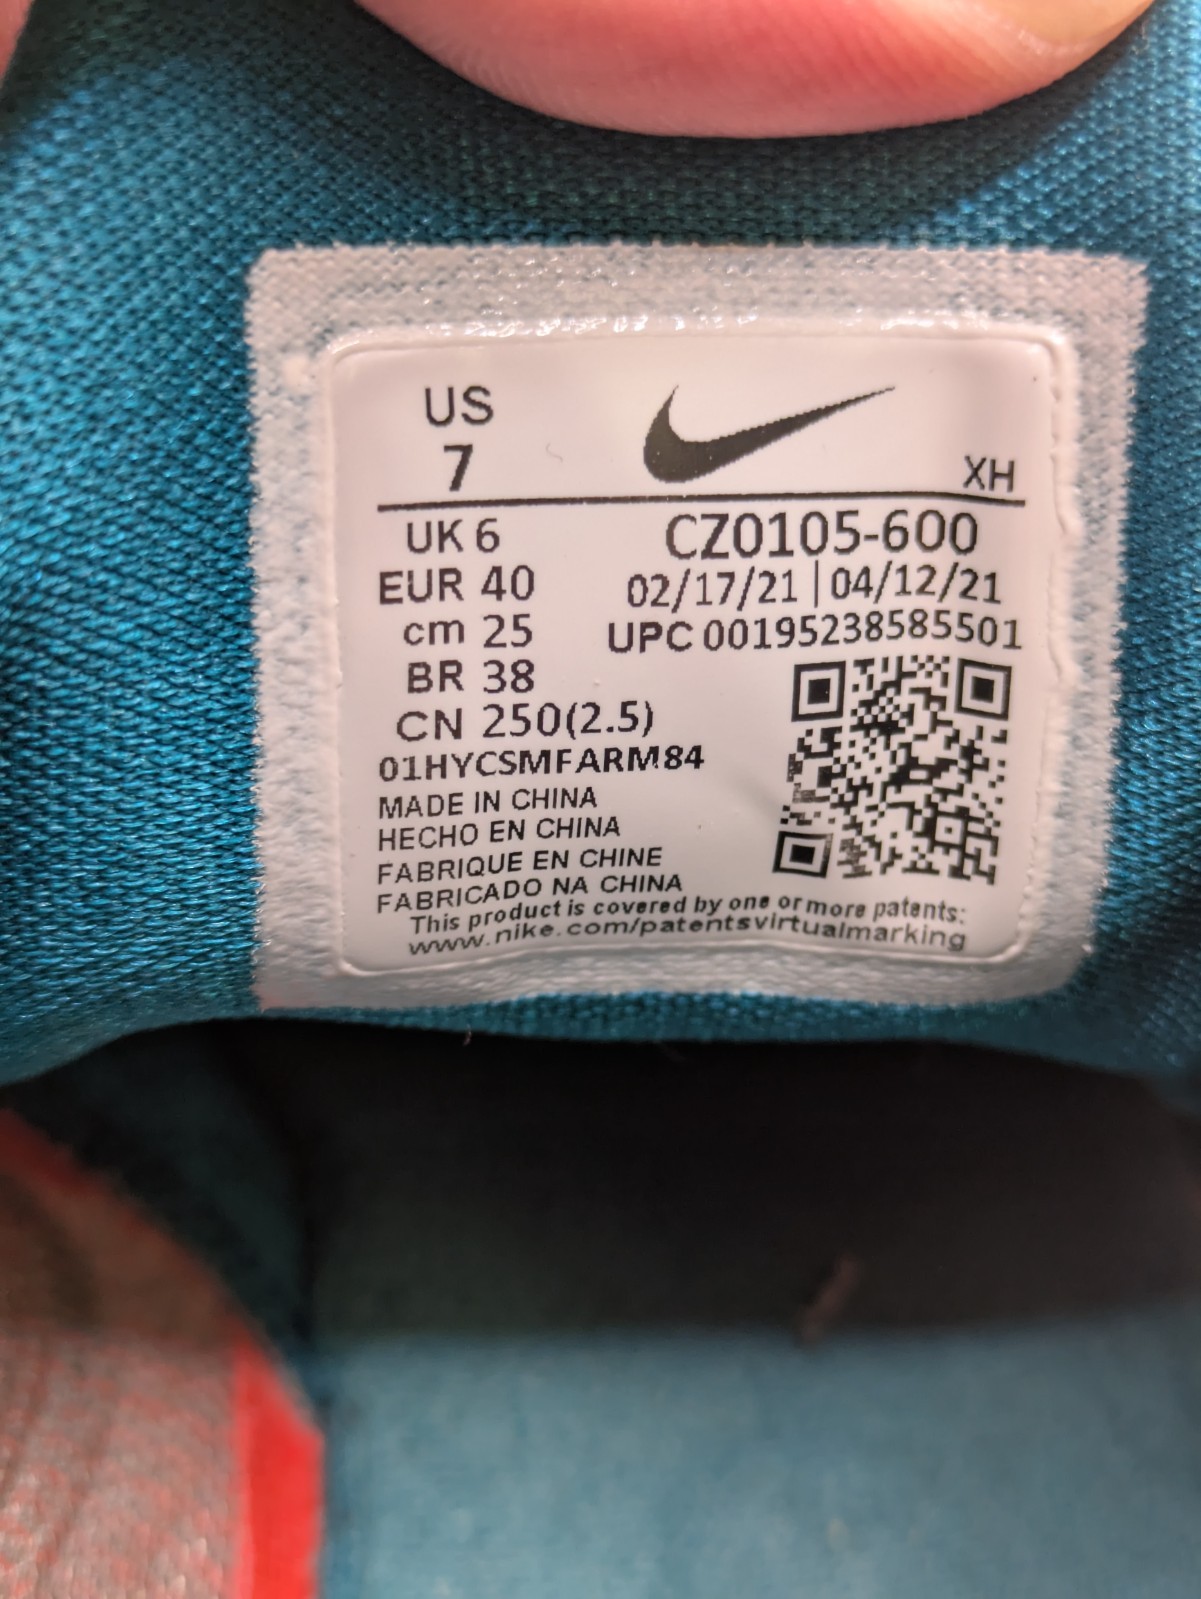 US
7
XH
UK 6
EUR 40
cm 25
BR 38
CN 250(2.5)
CZ0105-600
02/17/21 | 04/12/21
UPC 00195238585501
01HYCSMFARM84
MADE IN CHINA
HECHO EN CHINA
FABRIQUE EN CHINE
FABRICADO NA CHINA
This product is covered by one or more patents:
www.nike.com/patentsvirtualmarking